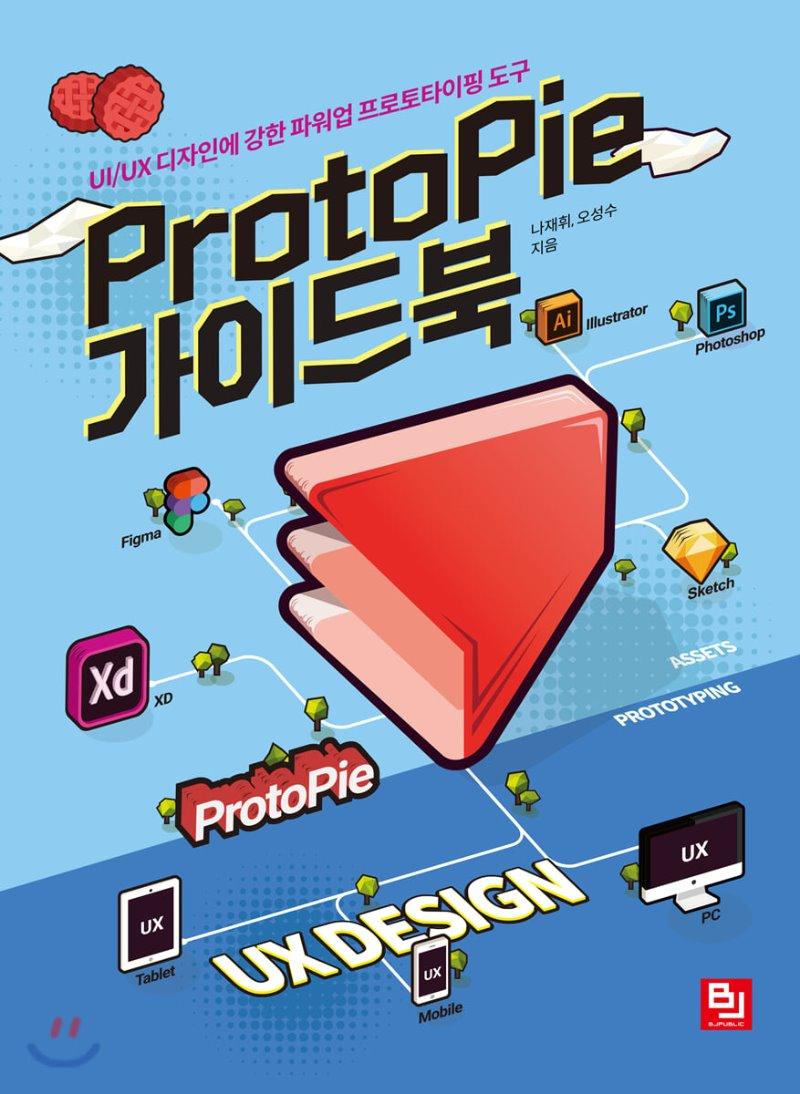 UI/UX 디자인에 강한 파워업 프로토타이핑 도구
ProtoPie
가이드북
나재휘, 오성수
지음
Ai
Illustrator
Ps
Photoshop
Figma
Sketch
Xd
XD
ASSETS
PROTOTYPING
ProtoPie
UX
PC
UX DESIGN
UX
Tablet
UX
Mobile
BJ
BJPUBLIC